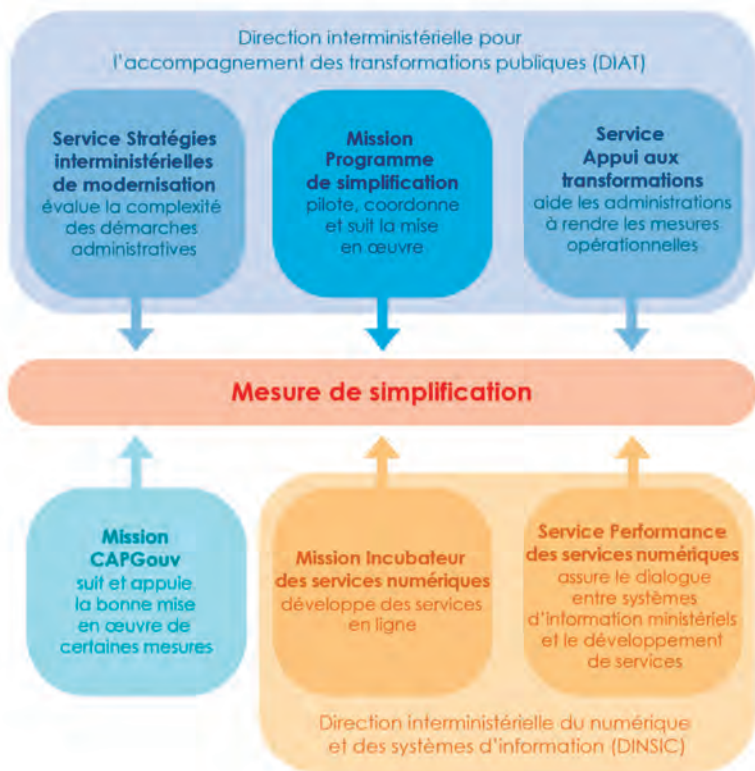 Direction interministérielle pour
l'accompagnement des transformations publiques (DIAT)
Service Stratégies
interministérielles
de modernisation
évalue la complexité
des démarches
administratives
Mission
Programme
de simplification
pilote, coordonne
et suit la mise
en œuvre
Service
Appui aux
transformations
aide les administrations
à rendre les mesures
opérationnelles
Mesure de simplification
Mission
CAPGouv
suit et appuie
la bonne mise
en œuvre de
certaines mesures
Mission Incubateur
des services numériques
développe des services
en ligne
Service Performance
des services numériques
assure le dialogue
entre systèmes
d'information ministériels
et le développement
de services
Direction interministérielle du numérique
et des systèmes d'information (DINSIC)